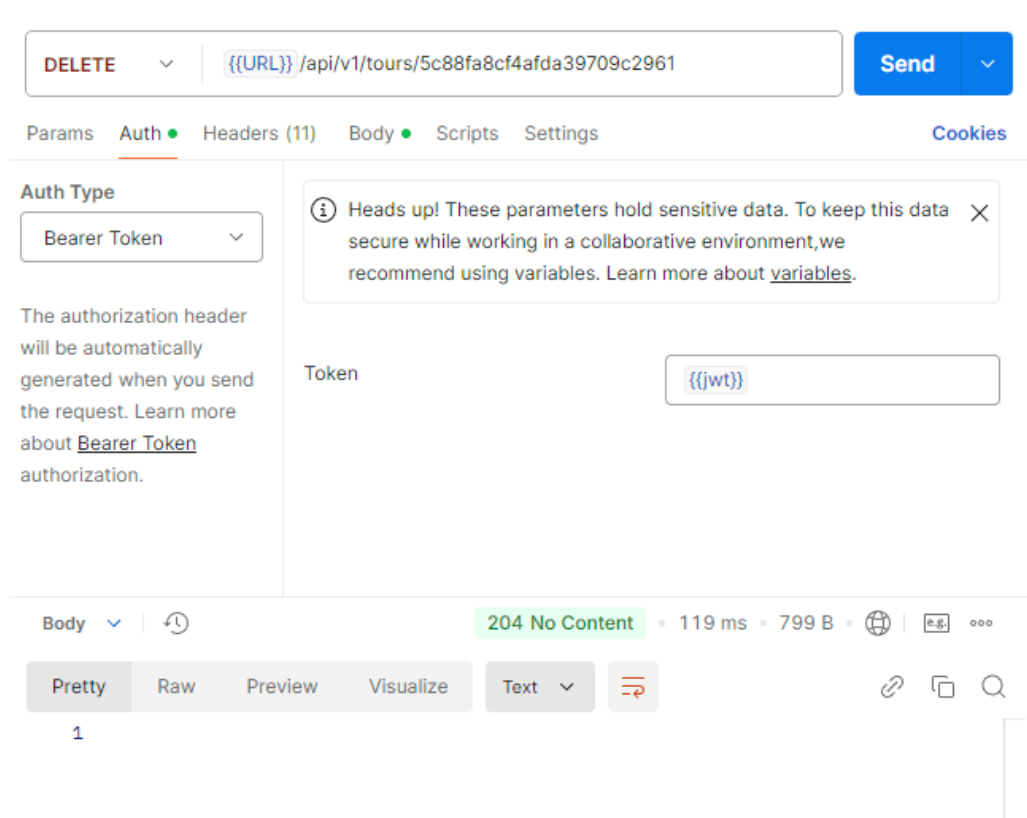 DELETE {{URL}} /api/v1/tours/5c88fa8cf4afda39709c2961 Send
Params Auth Headers (11) Body Scripts Settings Cookies
Auth Type
Bearer Token
The authorization header
will be automatically
generated when you send
the request. Learn more
about Bearer Token
authorization.
Heads up! These parameters hold sensitive data. To keep this data
secure while working in a collaborative environment,we
recommend using variables. Learn more about variables.
Token {{jwt}}
Body 204 No Content 119 ms 799 B e.g.
Pretty Raw Preview Visualize Text
1